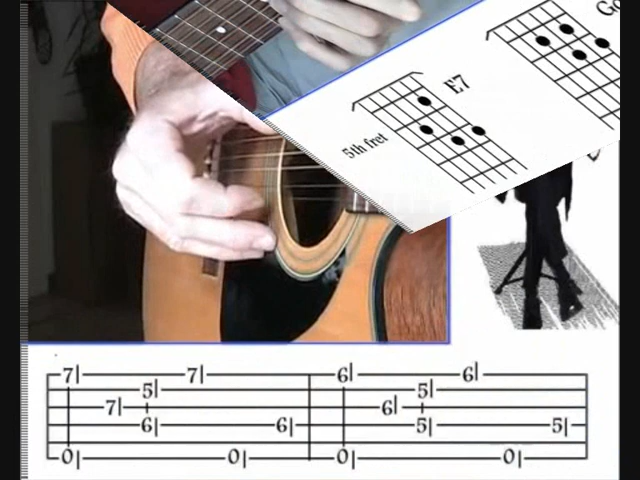 E7
5th fret
7 7 6 6
5 5
7 6
6 6 5 5
0 0 0 0